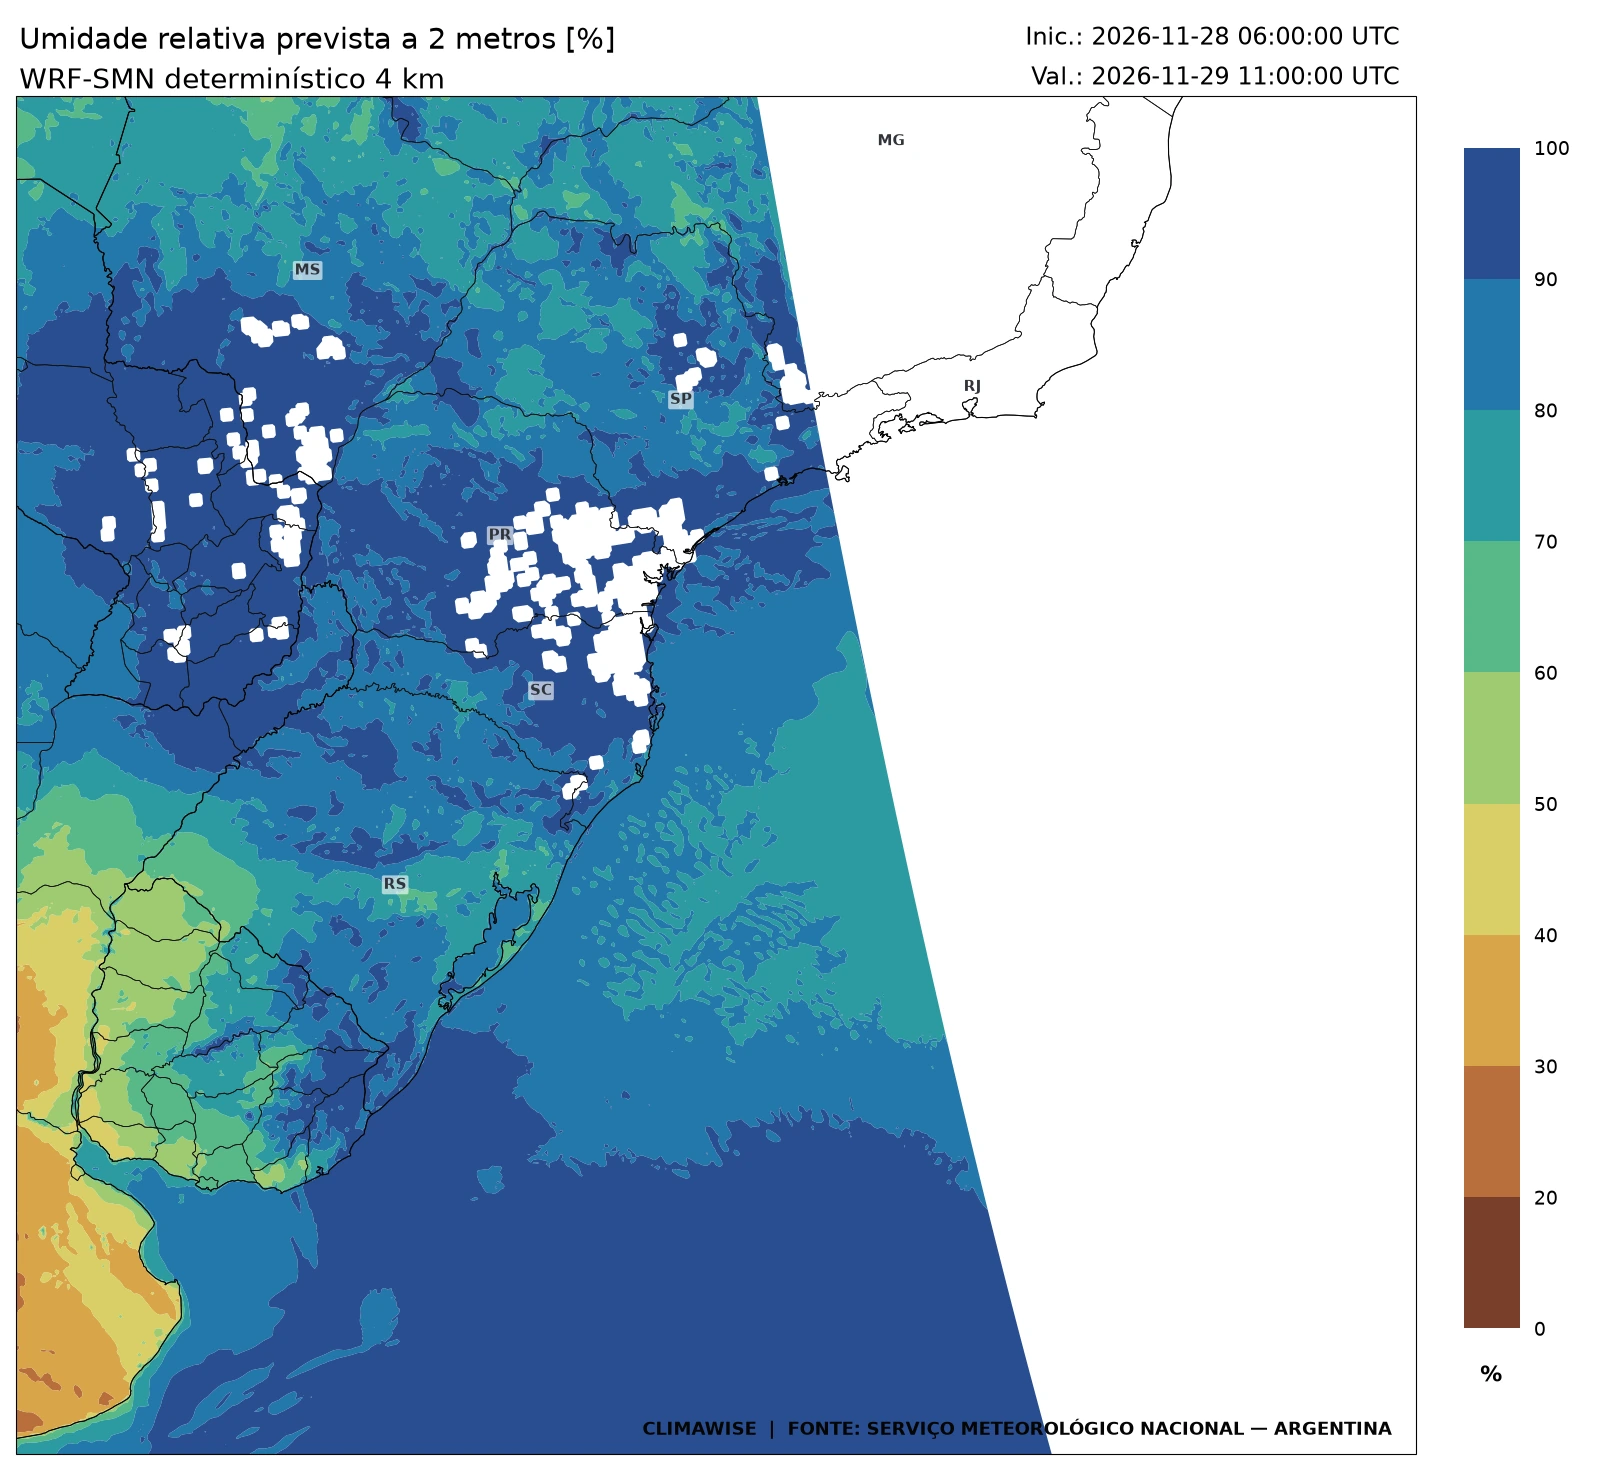 Umidade relativa prevista a 2 metros [%]
WRF-SMN determinístico 4 km
Inic.: 2026-11-28 06:00:00 UTC
Val.: 2026-11-29 11:00:00 UTC
MG
MS
RJ
SP
PR
SC
RS
100
90
80
70
60
50
40
30
20
0
%
CLIMAWISE | FONTE: SERVIÇO METEOROLÓGICO NACIONAL — ARGENTINA